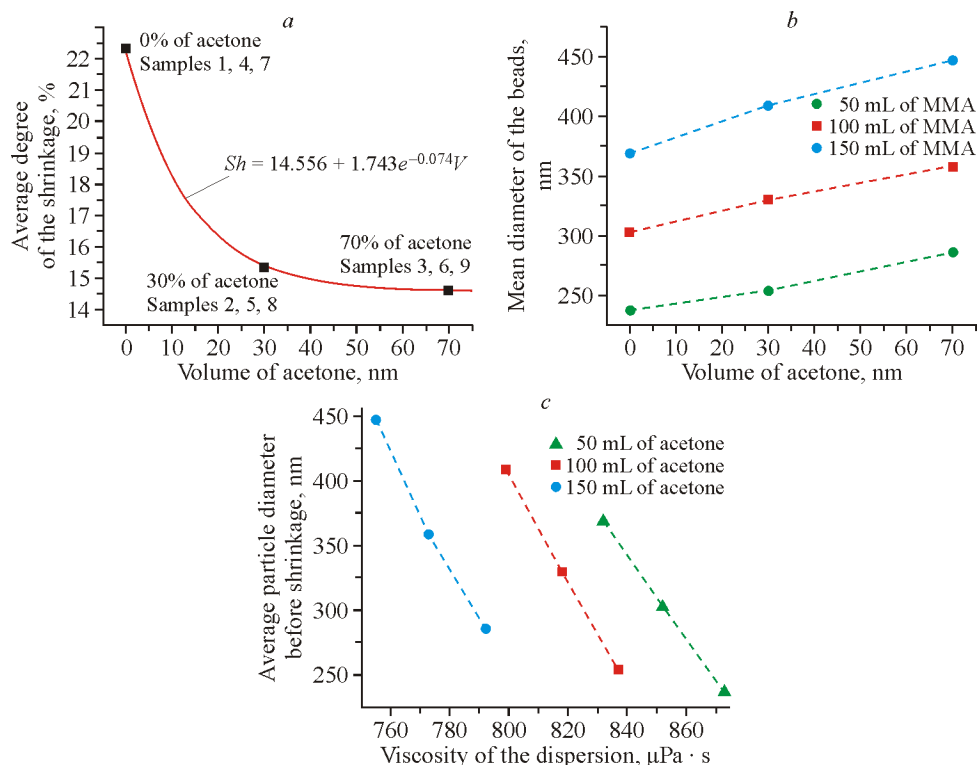 a
Average degree
of the shrinkage, %
22
21
20
19
18
17
16
15
14
0% of acetone
Samples 1, 4, 7
Sh = 14.556 + 1.743e^{–0.074}V
70% of acetone
Samples 3, 6, 9
30% of acetone
Samples 2, 5, 8
0 10 20 30 40 50 60 70
Volume of acetone, nm
b
Mean diameter of the beads,
nm
450
400
350
300
250
50 mL of MMA
100 mL of MMA
150 mL of MMA
0 10 20 30 40 50 60 70
Volume of acetone, nm
c
Average particle diameter
before shrinkage, nm
450
400
350
300
250
50 mL of acetone
100 mL of acetone
150 mL of acetone
760 780 800 820 840 860
Viscosity of the dispersion, μPa · s